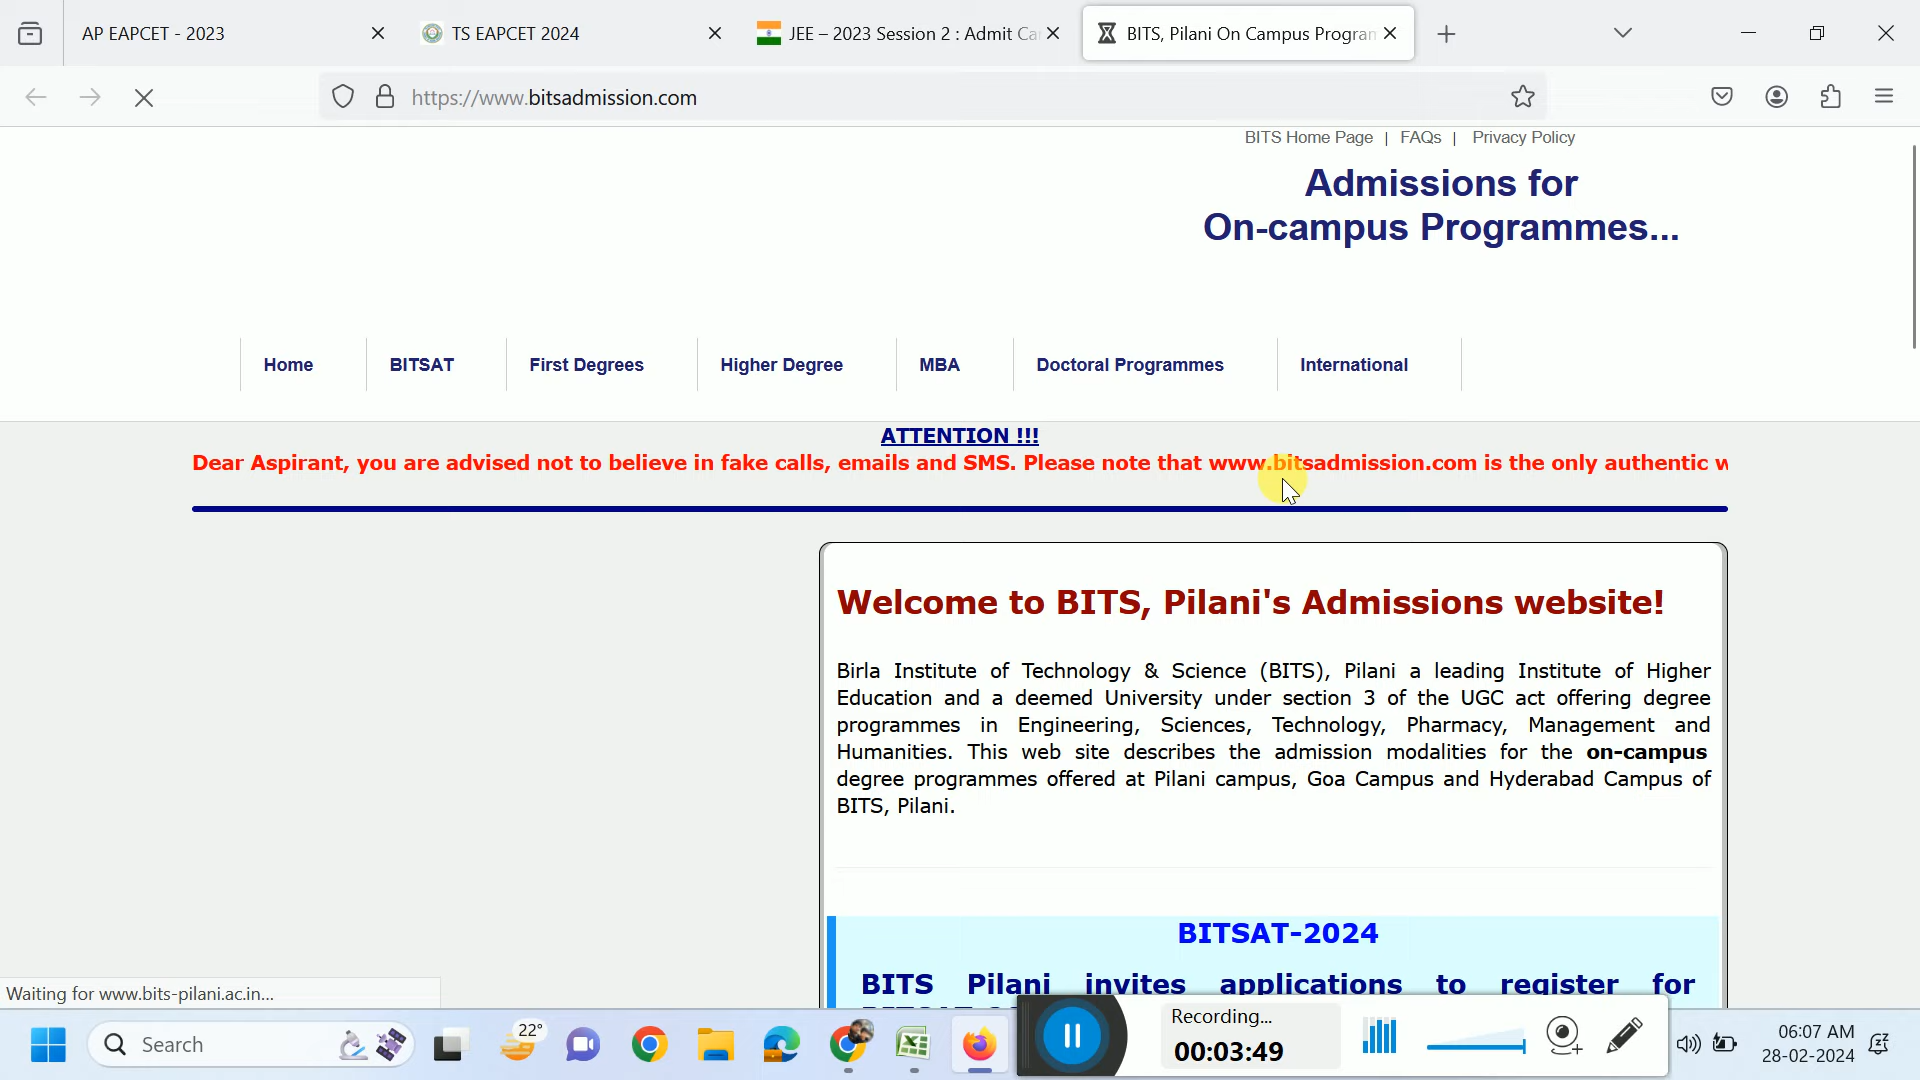 AP EAPCET - 2023
TS EAPCET 2024
JEE – 2023 Session 2 : Admit Ca
BITS, Pilani On Campus Program
https://www.bitsadmission.com
BITS Home Page | FAQs | Privacy Policy
Admissions for
On-campus Programmes...
Home
BITSAT
First Degrees
Higher Degree
MBA
Doctoral Programmes
International
ATTENTION !!!
Dear Aspirant, you are advised not to believe in fake calls, emails and SMS. Please note that www.bitsadmission.com is the only authentic w
Welcome to BITS, Pilani's Admissions website!
Birla Institute of Technology & Science (BITS), Pilani a leading Institute of Higher
Education and a deemed University under section 3 of the UGC act offering degree
programmes in Engineering, Sciences, Technology, Pharmacy, Management and
Humanities. This web site describes the admission modalities for the on-campus
degree programmes offered at Pilani campus, Goa Campus and Hyderabad Campus of
BITS, Pilani.
BITSAT-2024
BITS Pilani invites applications to register for
Waiting for www.bits-pilani.ac.in...
Search
22°
Recording...
00:03:49
06:07 AM
28-02-2024